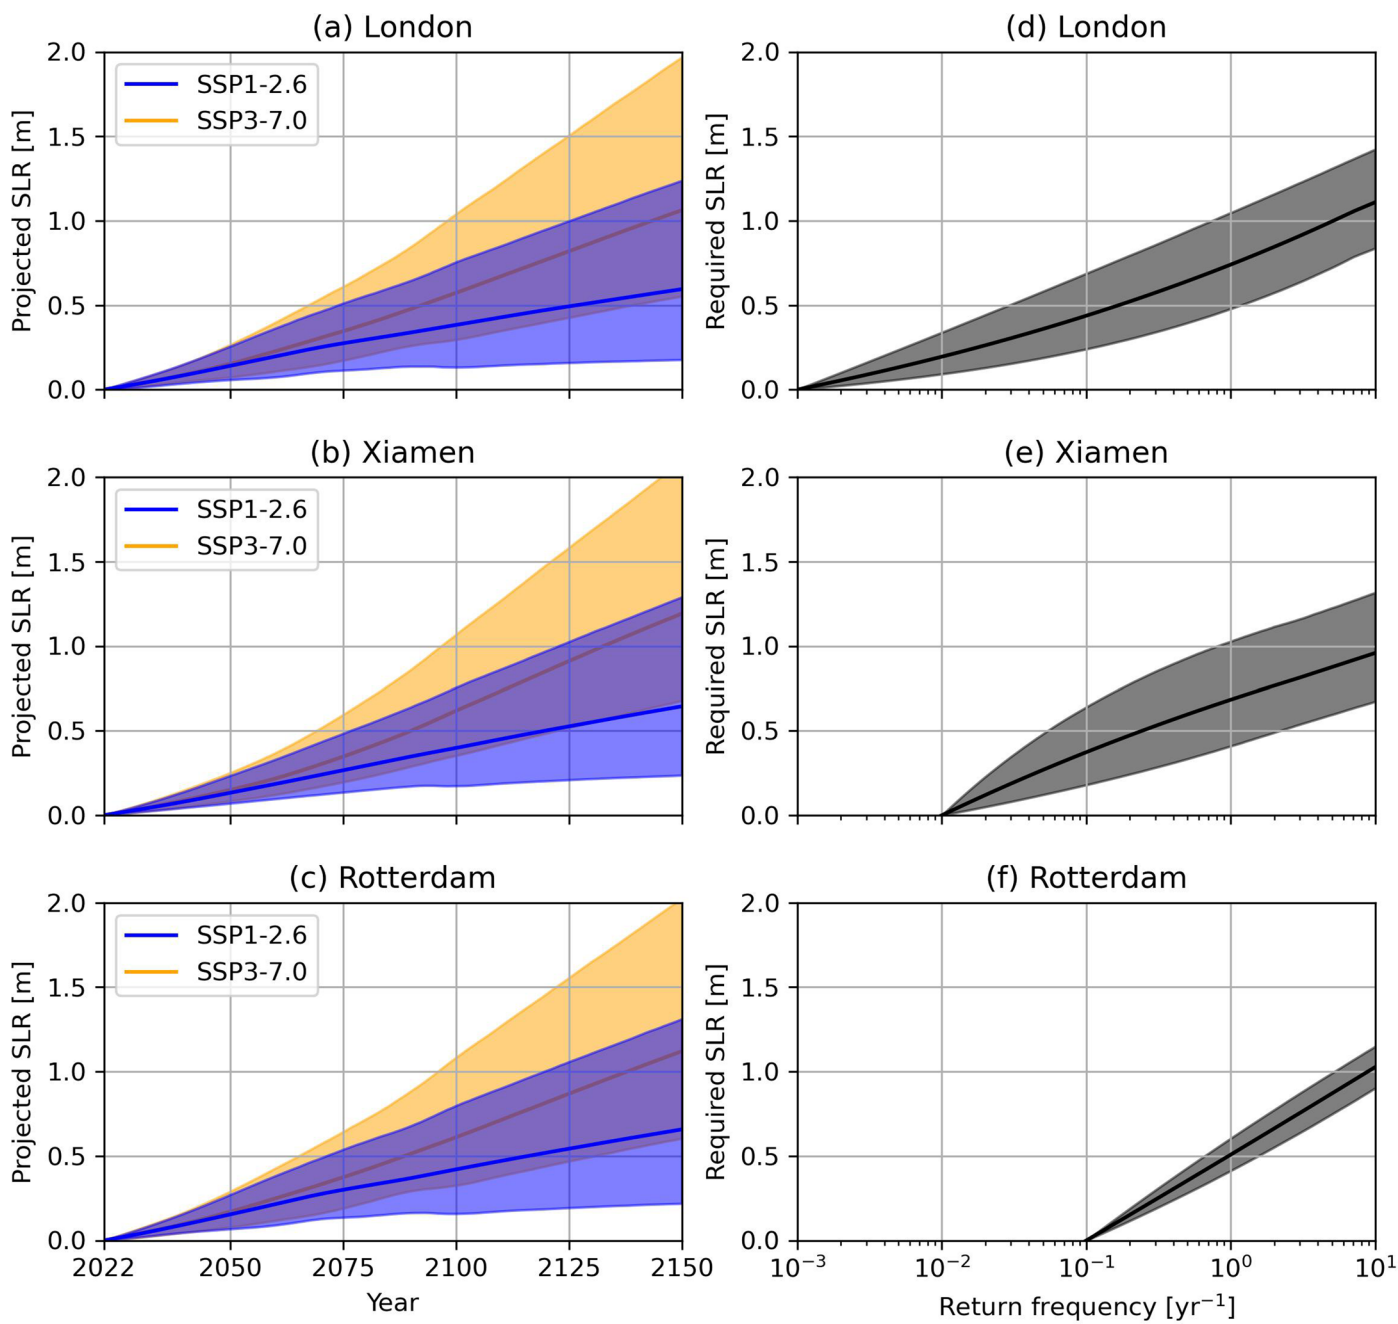 (a) London
2.0
1.5
1.0
0.5
0.0
Projected SLR [m]
SSP1-2.6
SSP3-7.0
(d) London
2.0
1.5
1.0
0.5
0.0
Required SLR [m]
(b) Xiamen
2.0
1.5
1.0
0.5
0.0
Projected SLR [m]
SSP1-2.6
SSP3-7.0
(e) Xiamen
2.0
1.5
1.0
0.5
0.0
Required SLR [m]
(c) Rotterdam
2.0
1.5
1.0
0.5
0.0
Projected SLR [m]
SSP1-2.6
SSP3-7.0
2022 2050 2075 2100 2125 2150
Year
(f) Rotterdam
2.0
1.5
1.0
0.5
0.0
Required SLR [m]
10⁻³ 10⁻² 10⁻¹ 10⁰ 10¹
Return frequency [yr⁻¹]